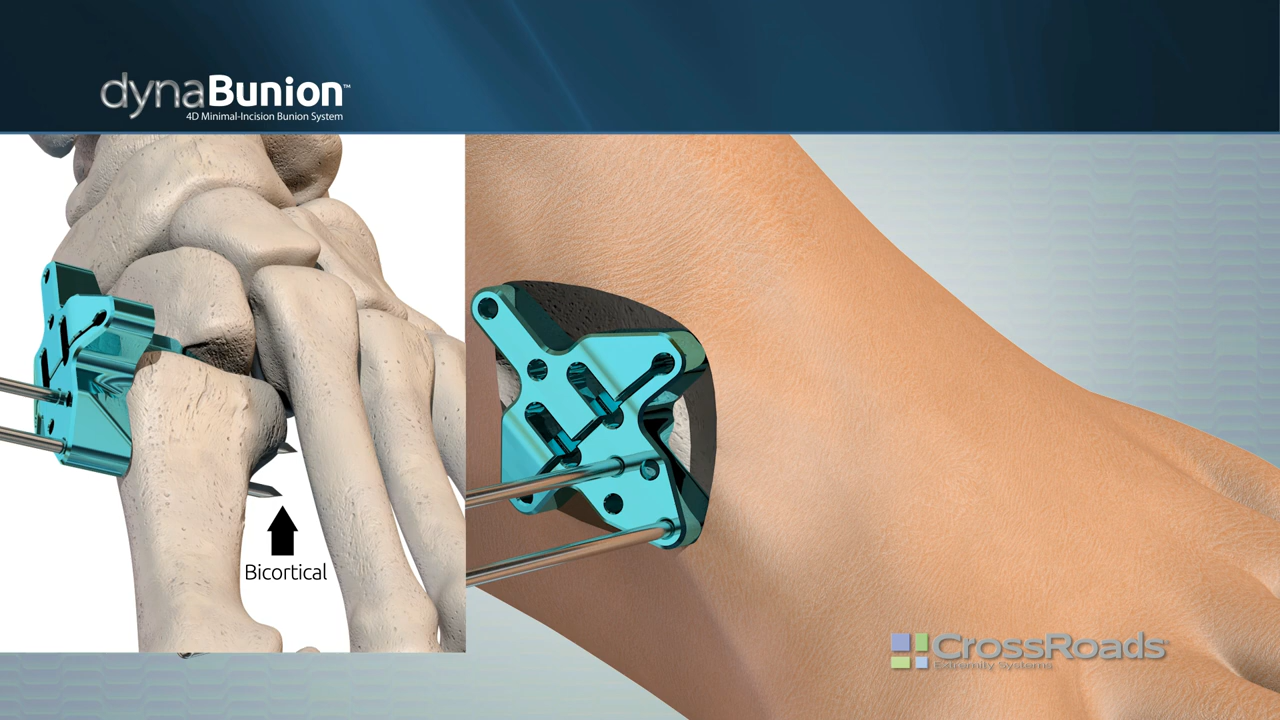 dynaBunion™
4D Minimal-Incision Bunion System
Bicortical
CrossRoads
Extremity Systems